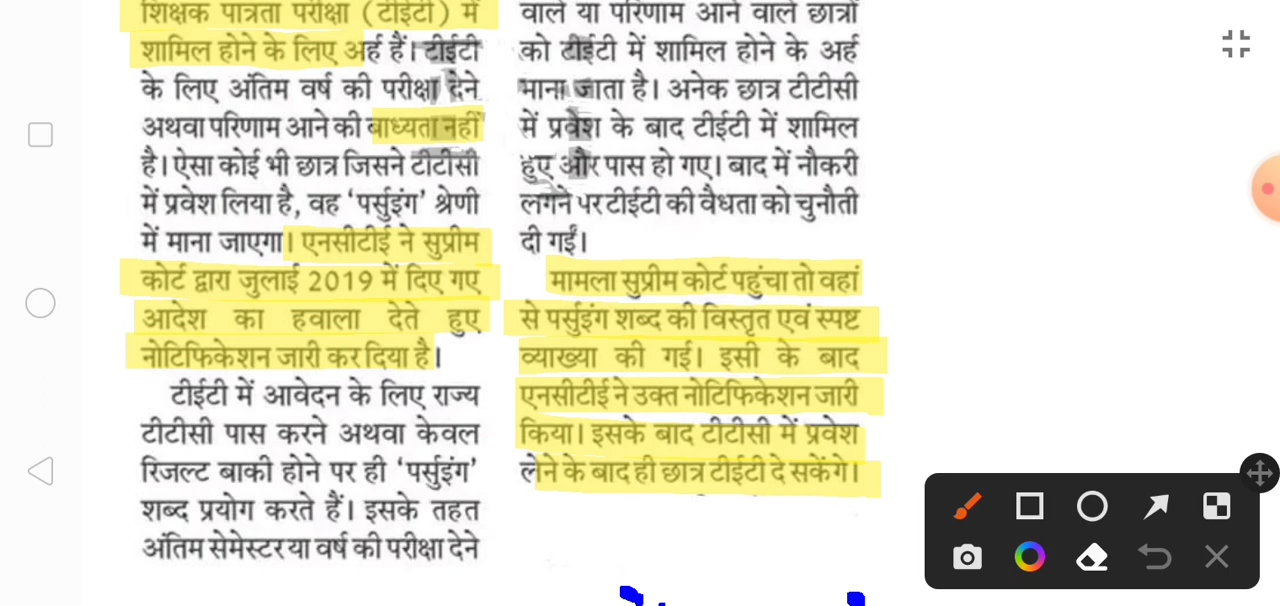 शिक्षक पात्रता परीक्षा (टीईटी) में
शामिल होने के लिए अर्ह हैं। टीईटी
के लिए अंतिम वर्ष की परीक्षा देने
अथवा परिणाम आने की बाध्यता नहीं
है। ऐसा कोई भी छात्र जिसने टीटीसी
में प्रवेश लिया है, वह ‘पर्सुइंग’ श्रेणी
में माना जाएगा। एनसीटीई ने सुप्रीम
कोर्ट द्वारा जुलाई 2019 में दिए गए
आदेश का हवाला देते हुए
नोटिफिकेशन जारी कर दिया है।
टीईटी में आवेदन के लिए राज्य
टीटीसी पास करने अथवा केवल
रिजल्ट बाकी होने पर ही ‘पर्सुइंग’
शब्द प्रयोग करते हैं। इसके तहत
अंतिम सेमेस्टर या वर्ष की परीक्षा देने
वाले या परिणाम आने वाले छात्रों
को टीईटी में शामिल होने के अर्ह
माना जाता है। अनेक छात्र टीटीसी
में प्रवेश के बाद टीईटी में शामिल
हुए और पास हो गए। बाद में नौकरी
लगने पर टीईटी की वैधता को चुनौती
दी गईं।
मामला सुप्रीम कोर्ट पहुंचा तो वहां
से पर्सुइंग शब्द की विस्तृत एवं स्पष्ट
व्याख्या की गई। इसी के बाद
एनसीटीई ने उक्त नोटिफिकेशन जारी
किया। इसके बाद टीटीसी में प्रवेश
लेने के बाद ही छात्र टीईटी दे सकेंगे।